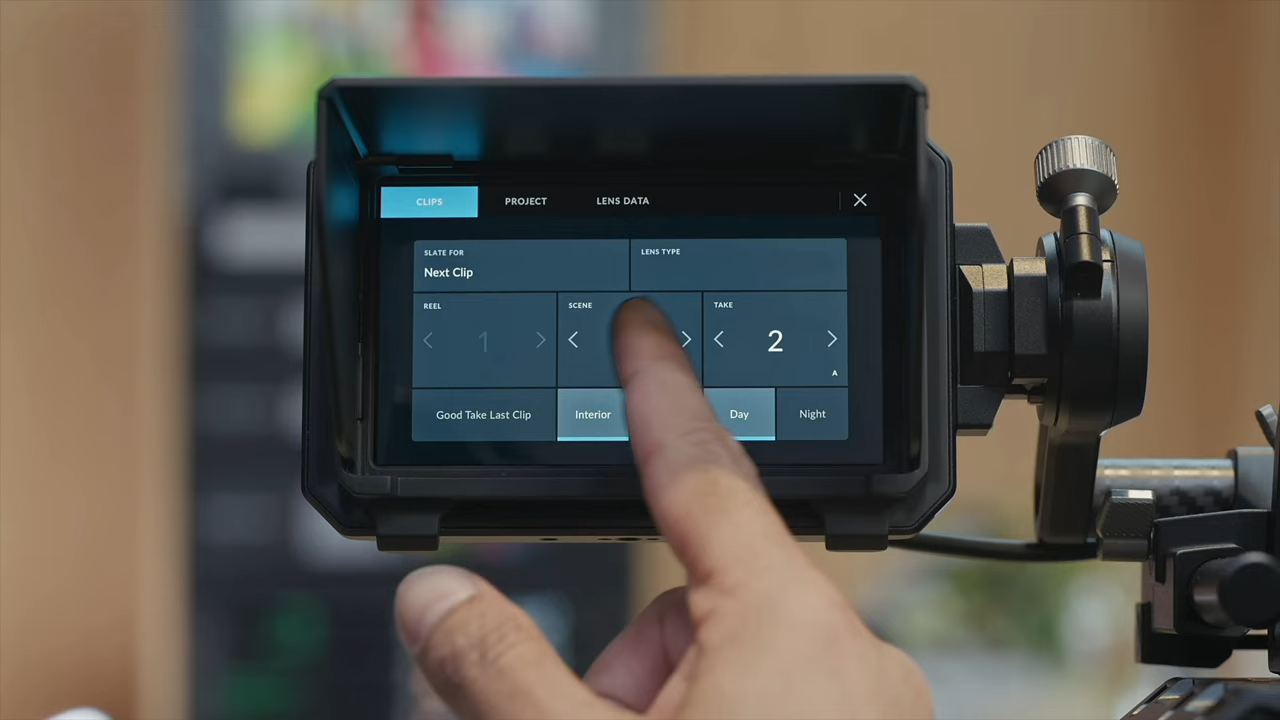 CLIPS PROJECT LENS DATA
SLATE FOR LENS TYPE
Next Clip
REEL SCENE TAKE
1 2
A
Good Take Last Clip Interior Day Night